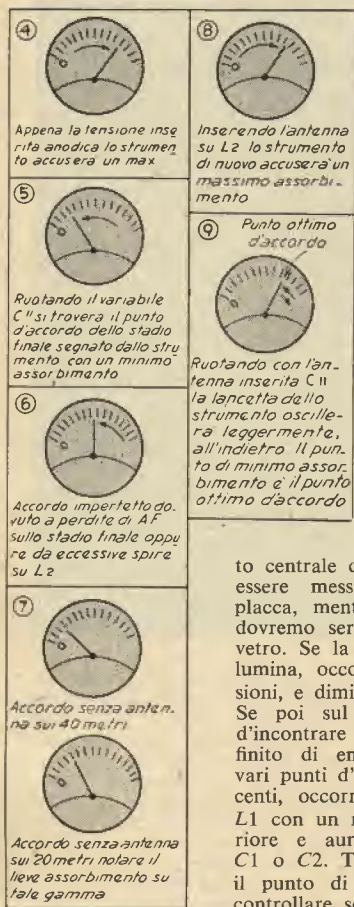 ④
Appena la tensione inse
rita anodica lo strumen
to accuserà un max
⑤
Ruotando il variabile
C11 si troverà il punto
d'accordo dello stadio
finale segnato dallo stru
mento con un minimo
assorbimento
⑥
Accordo impertetto do-
vuto a perdite di AF
sullo stadio finale oppu
re da eccessive spire
su L2
⑦
Accordo senza anten-
na sui 40 metri
Accordo senza antenna
sui 20 metri notare il
lieve assorbimento su
tale gamma
⑧
Inserendo l'antenna
su L2 lo strumento
di nuovo accuserà un
massimo assorbi-
mento
⑨ Punto ottimo
d'accordo
Ruotando con l'an-
tenna inserita C11
la lancetta dello
strumento oscille-
rà leggermente,
all'indietro Il pun-
to di minimo assor-
bimento è il punto
ottimo d'accordo
to centrale
essere mess
placca, ment
dovremo ser
vetro. Se la
lumina, occo
sioni, e dimi
Se poi sul
d'incontrare
finito di en
vari punti d'
centi, occorr
L1 con un
riore e aur
C1 o C2. T
il punto di
controllare se